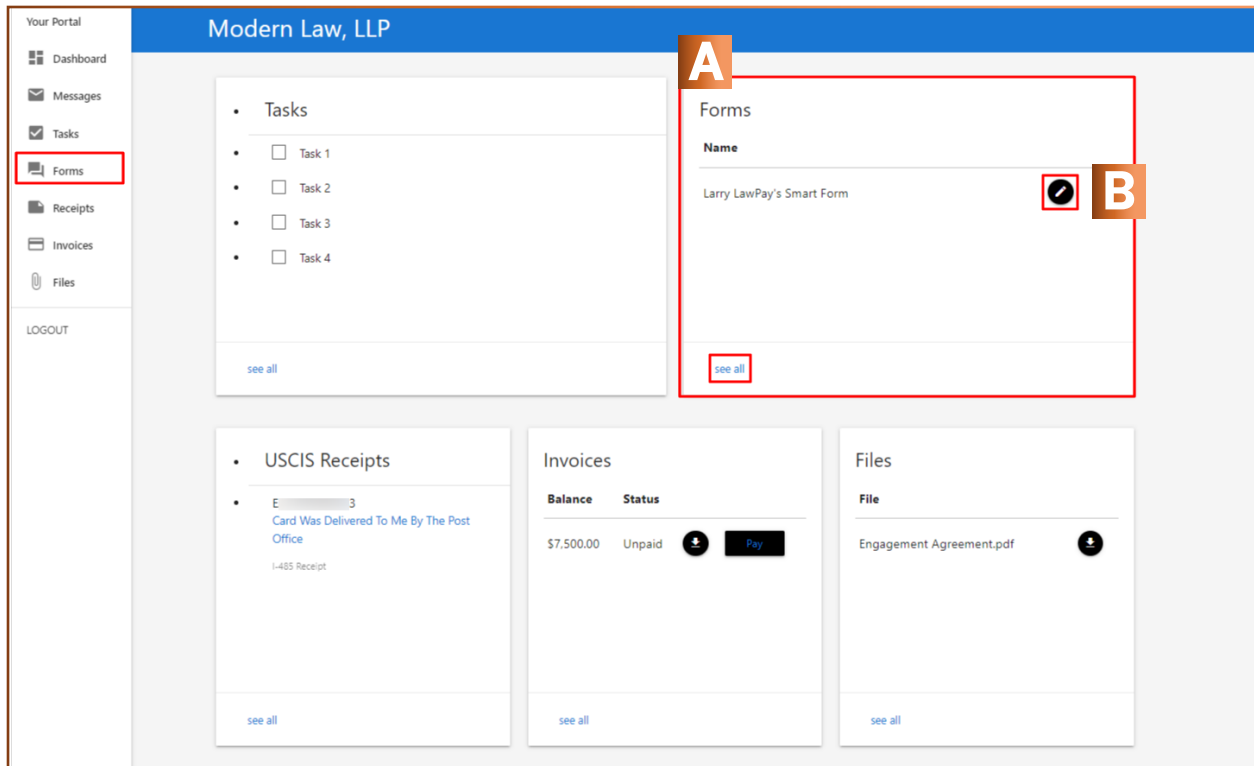 Your Portal
Dashboard
Messages
Tasks
Forms
Receipts
Invoices
Files
LOGOUT
Modern Law, LLP
Tasks
Task 1
Task 2
Task 3
Task 4
see all
A
Forms
Name
Larry LawPay's Smart Form
B
see all
USCIS Receipts
E 3
Card Was Delivered To Me By The Post
Office
I-485 Receipt
see all
Invoices
Balance Status
$7,500.00 Unpaid Pay
see all
Files
File
Engagement Agreement.pdf
see all